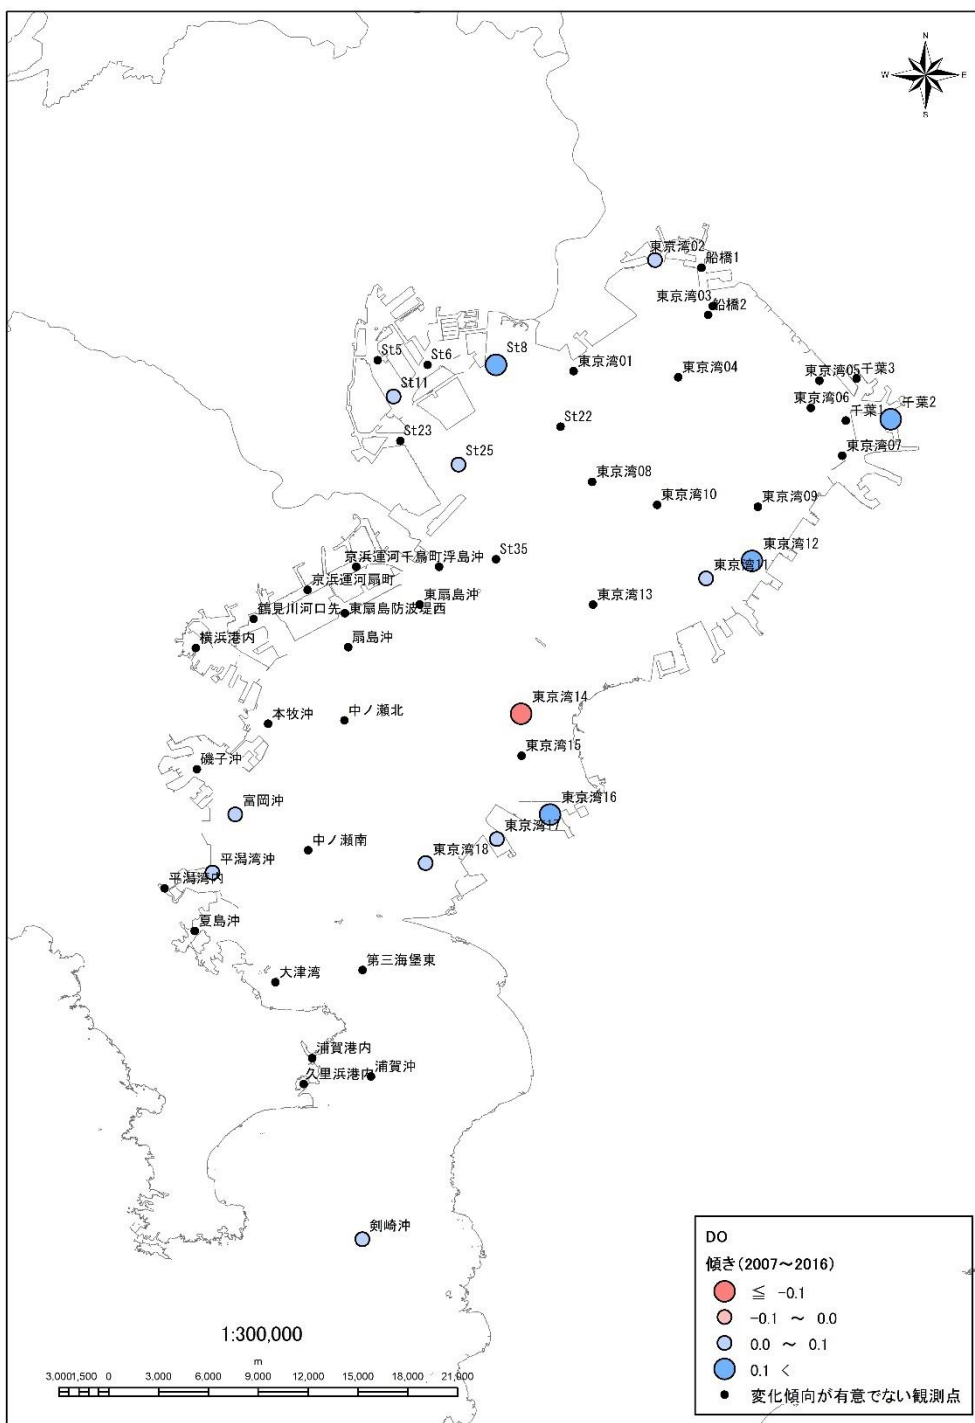 N
W E
S
東京湾02
船橋1
東京湾03
船橋2
St5
St6
St8
東京湾01
東京湾04
東京湾05
千葉3
St11
東京湾06
千葉1
千葉2
St23
St22
東京湾07
St25
東京湾08
東京湾10
東京湾09
東京湾12
St35
京浜運河千鳥町
浮島沖
東京湾11
京浜運河扇町
東扇島沖
東京湾13
鶴見川河口先
東扇島防波堤西
横浜港内
扇島沖
東京湾14
本牧沖
中ノ瀬北
東京湾15
磯子沖
富岡沖
東京湾16
東京湾17
中ノ瀬南
東京湾18
平潟湾沖
平潟湾内
夏島沖
第三海堡東
大津湾
浦賀港内
浦賀沖
久里浜港内
剣崎沖
DO
傾き(2007～2016)
≦ -0.1
-0.1 ～ 0.0
0.0 ～ 0.1
0.1 <
変化傾向が有意でない観測点
1:300,000
m
3,0001,500 0 3,000 6,000 9,000 12,000 15,000 18,000 21,000